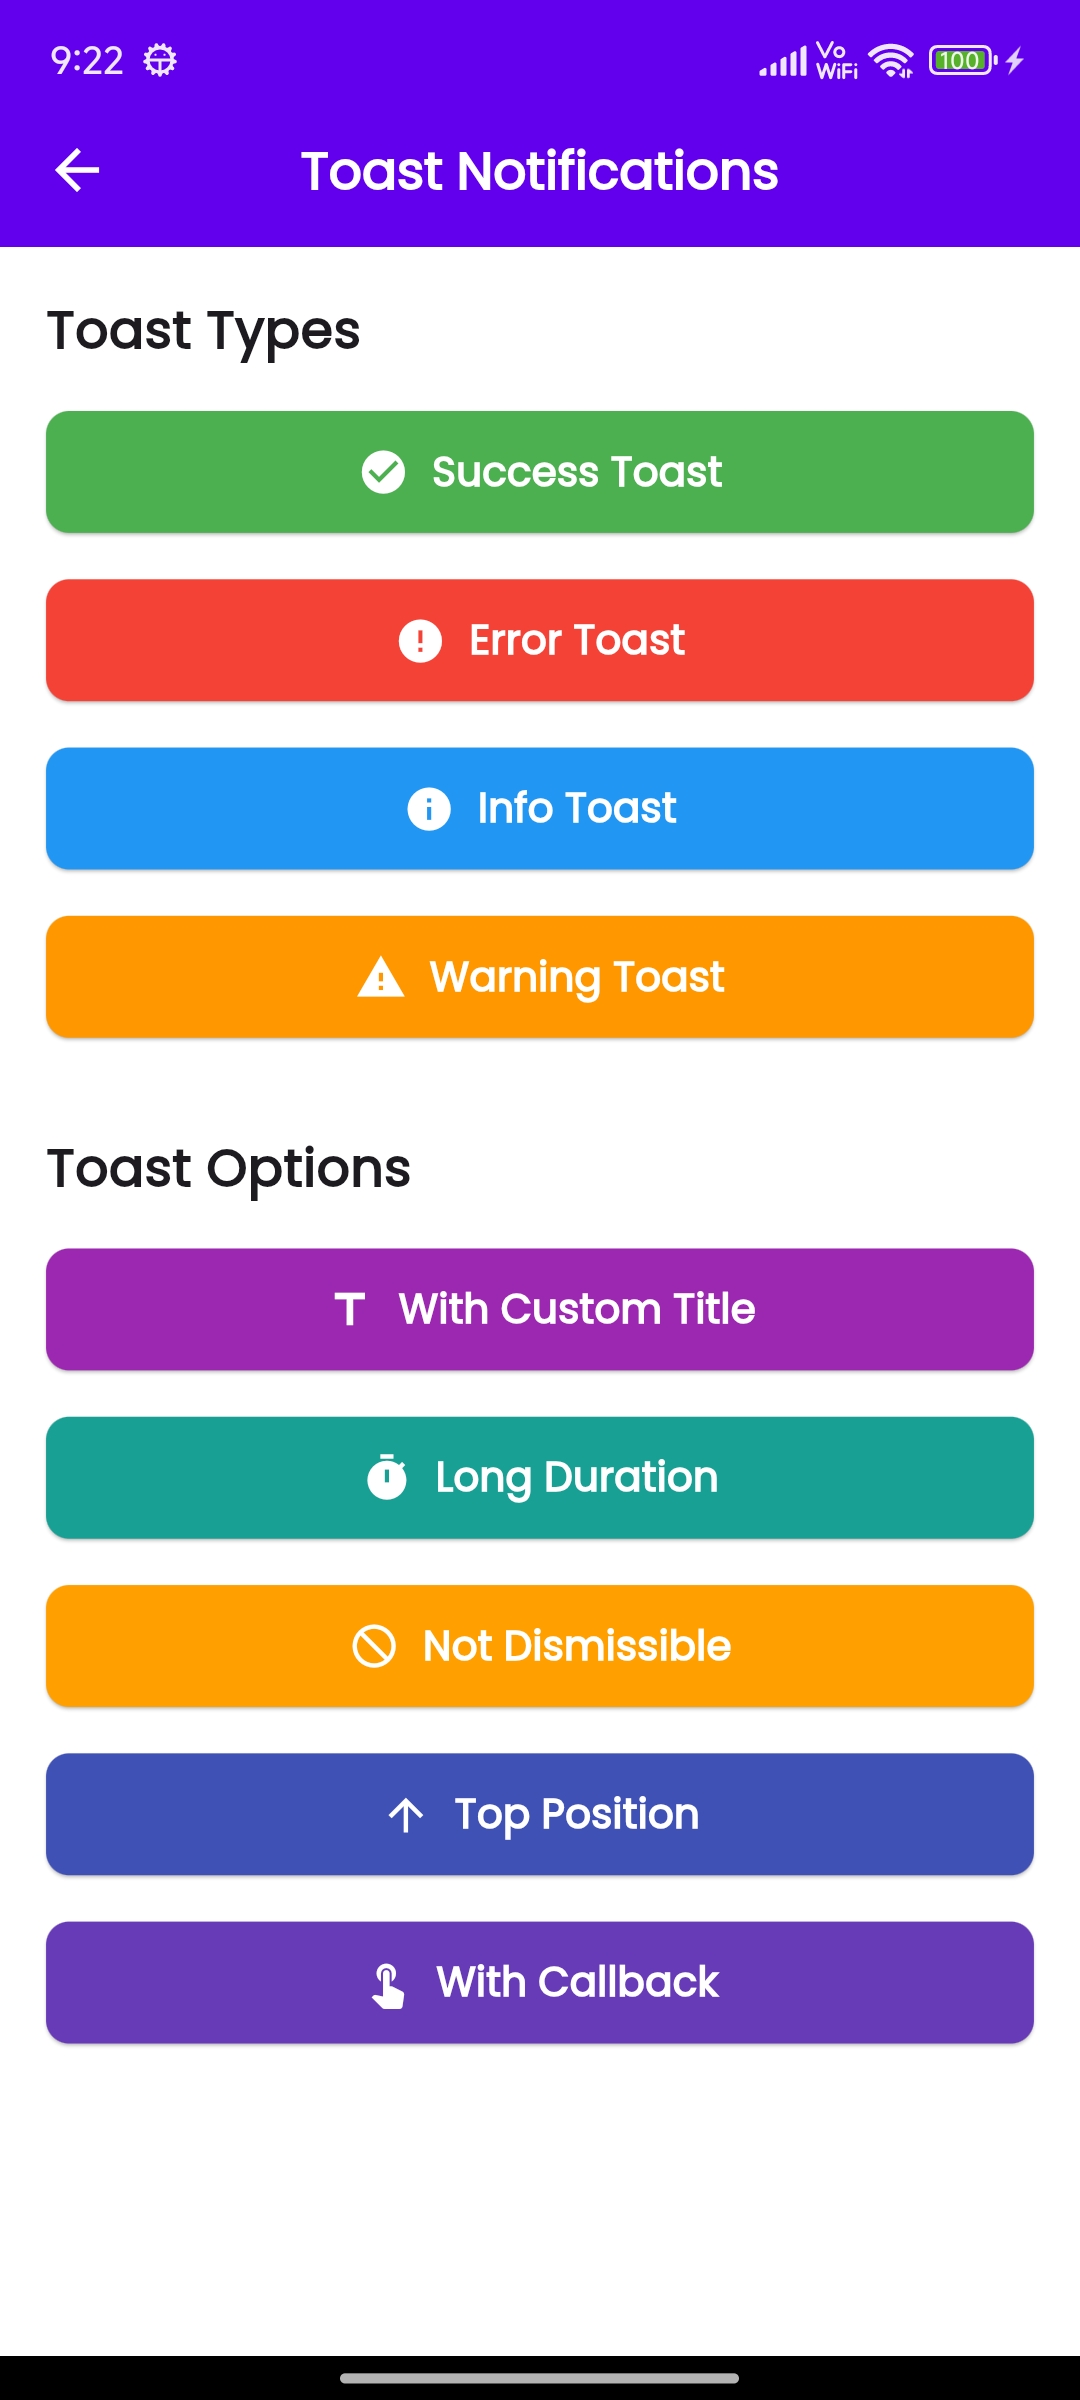 9:22
Vo
WiFi
100
Toast Notifications
Toast Types
Success Toast
Error Toast
Info Toast
Warning Toast
Toast Options
With Custom Title
Long Duration
Not Dismissible
Top Position
With Callback